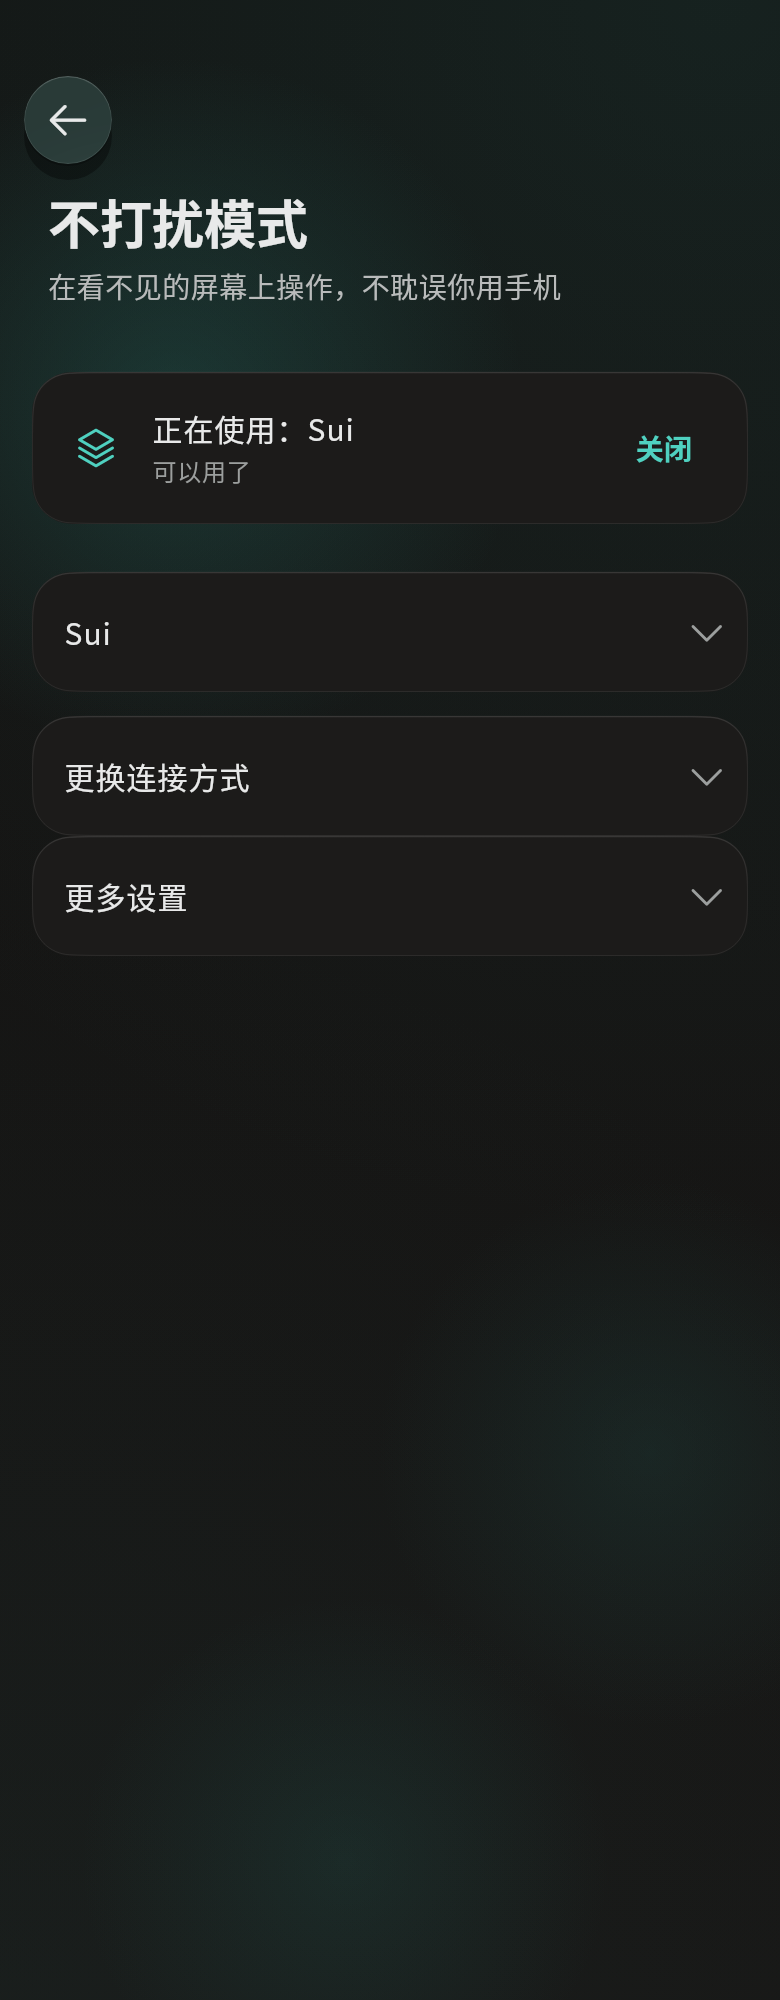 不打扰模式
在看不见的屏幕上操作，不耽误你用手机
正在使用：Sui
可以用了
关闭
Sui
更换连接方式
更多设置